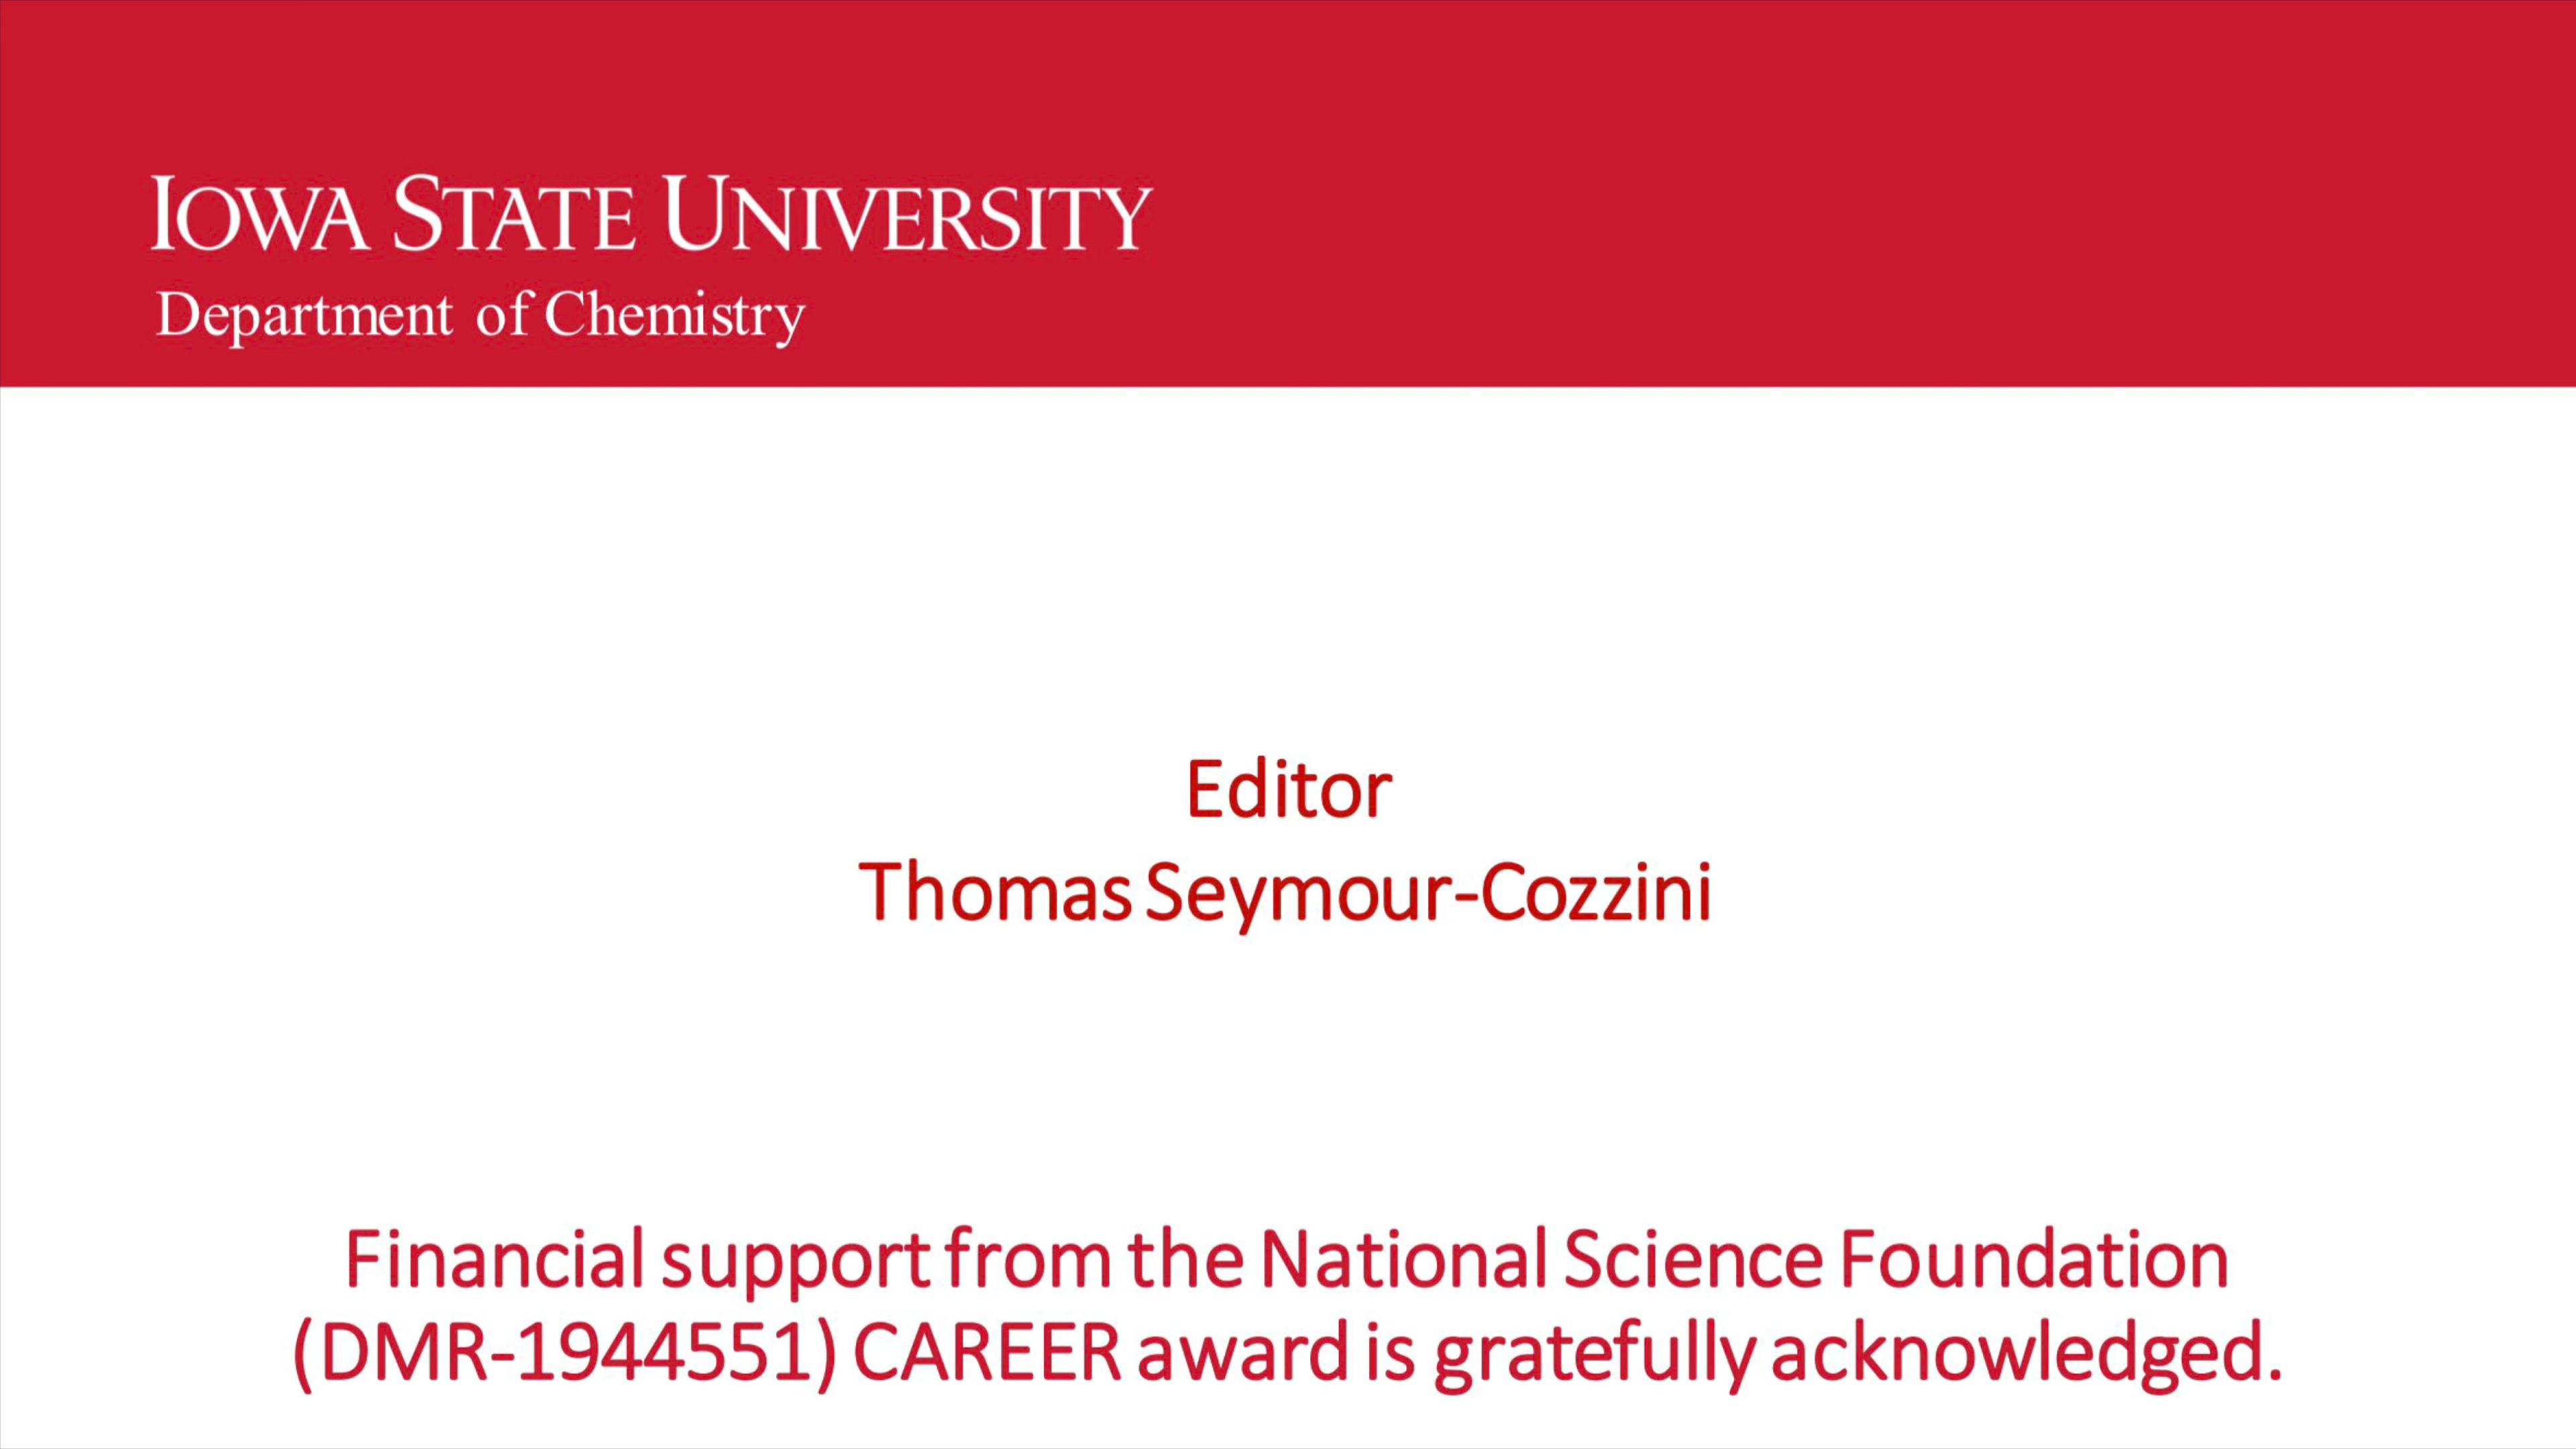 IOWA STATE UNIVERSITY
Department of Chemistry
Editor
Thomas Seymour-Cozzini
Financial support from the National Science Foundation
(DMR-1944551) CAREER award is gratefully acknowledged.